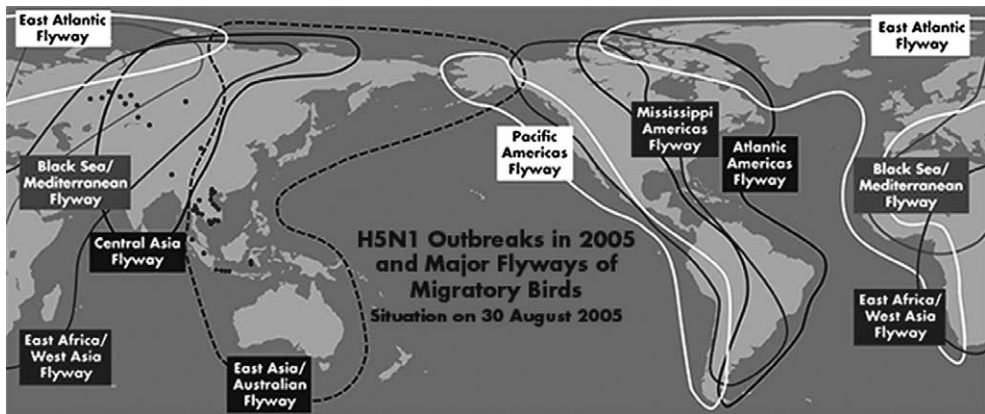 East Atlantic
Flyway
East Atlantic
Flyway
Pacific
Americas
Flyway
Mississippi
Americas
Flyway
Atlantic
Americas
Flyway
Black Sea/
Mediterranean
Flyway
Black Sea/
Mediterranean
Flyway
Central Asia
Flyway
H5N1 Outbreaks in 2005
and Major Flyways of
Migratory Birds
Situation on 30 August 2005
East Africa/
West Asia
Flyway
East Asia/
Australian
Flyway
East Africa/
West Asia
Flyway